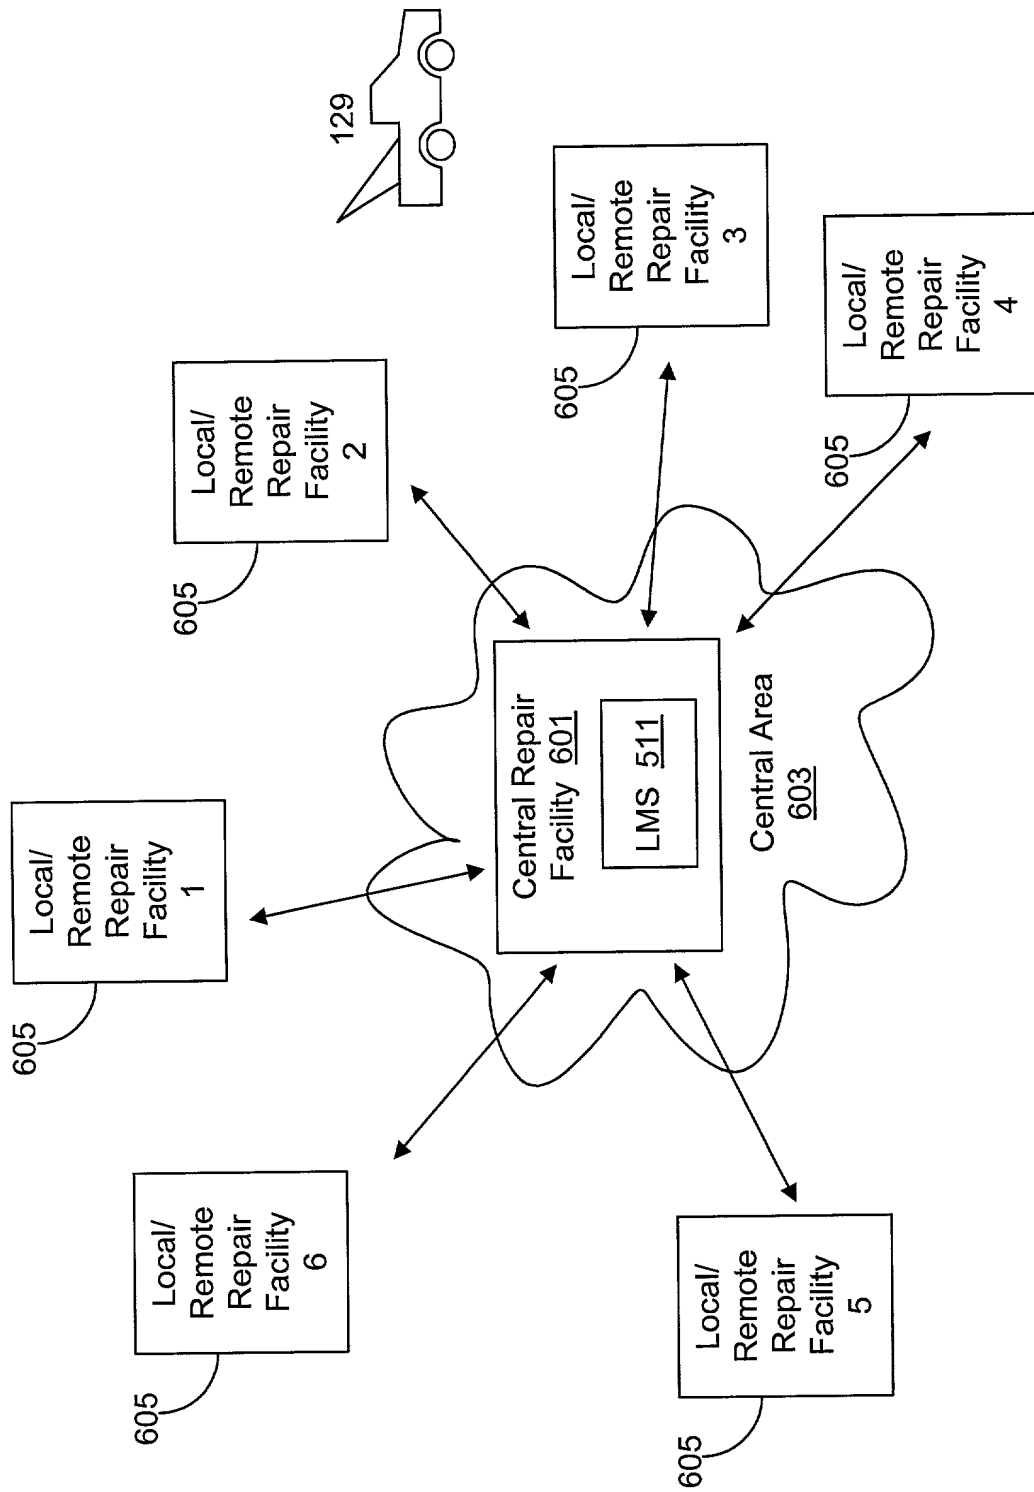 129
Local/
Remote
Repair
Facility
1
605
Local/
Remote
Repair
Facility
2
605
Local/
Remote
Repair
Facility
3
605
Local/
Remote
Repair
Facility
4
605
Local/
Remote
Repair
Facility
5
605
Local/
Remote
Repair
Facility
6
605
Central Repair
Facility 601
LMS 511
Central Area
603